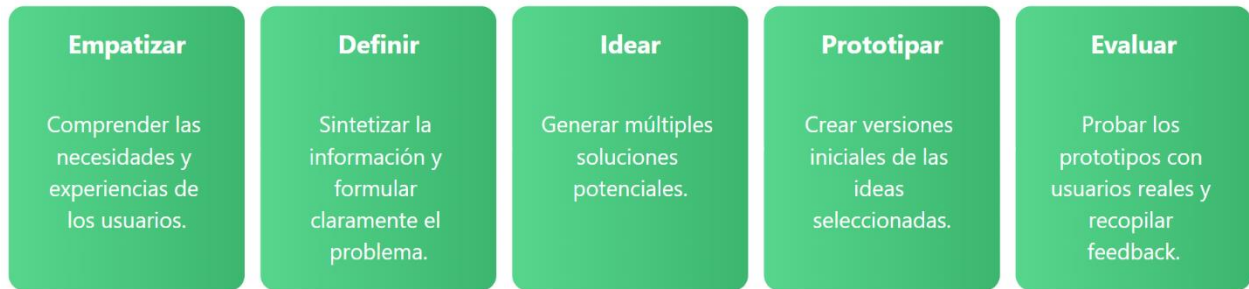 Empatizar
Comprender las
necesidades y
experiencias de
los usuarios.
Definir
Sintetizar la
información y
formular
claramente el
problema.
Idear
Generar múltiples
soluciones
potenciales.
Prototipar
Crear versiones
iniciales de las
ideas
seleccionadas.
Evaluar
Probar los
prototipos con
usuarios reales y
recopilar
feedback.